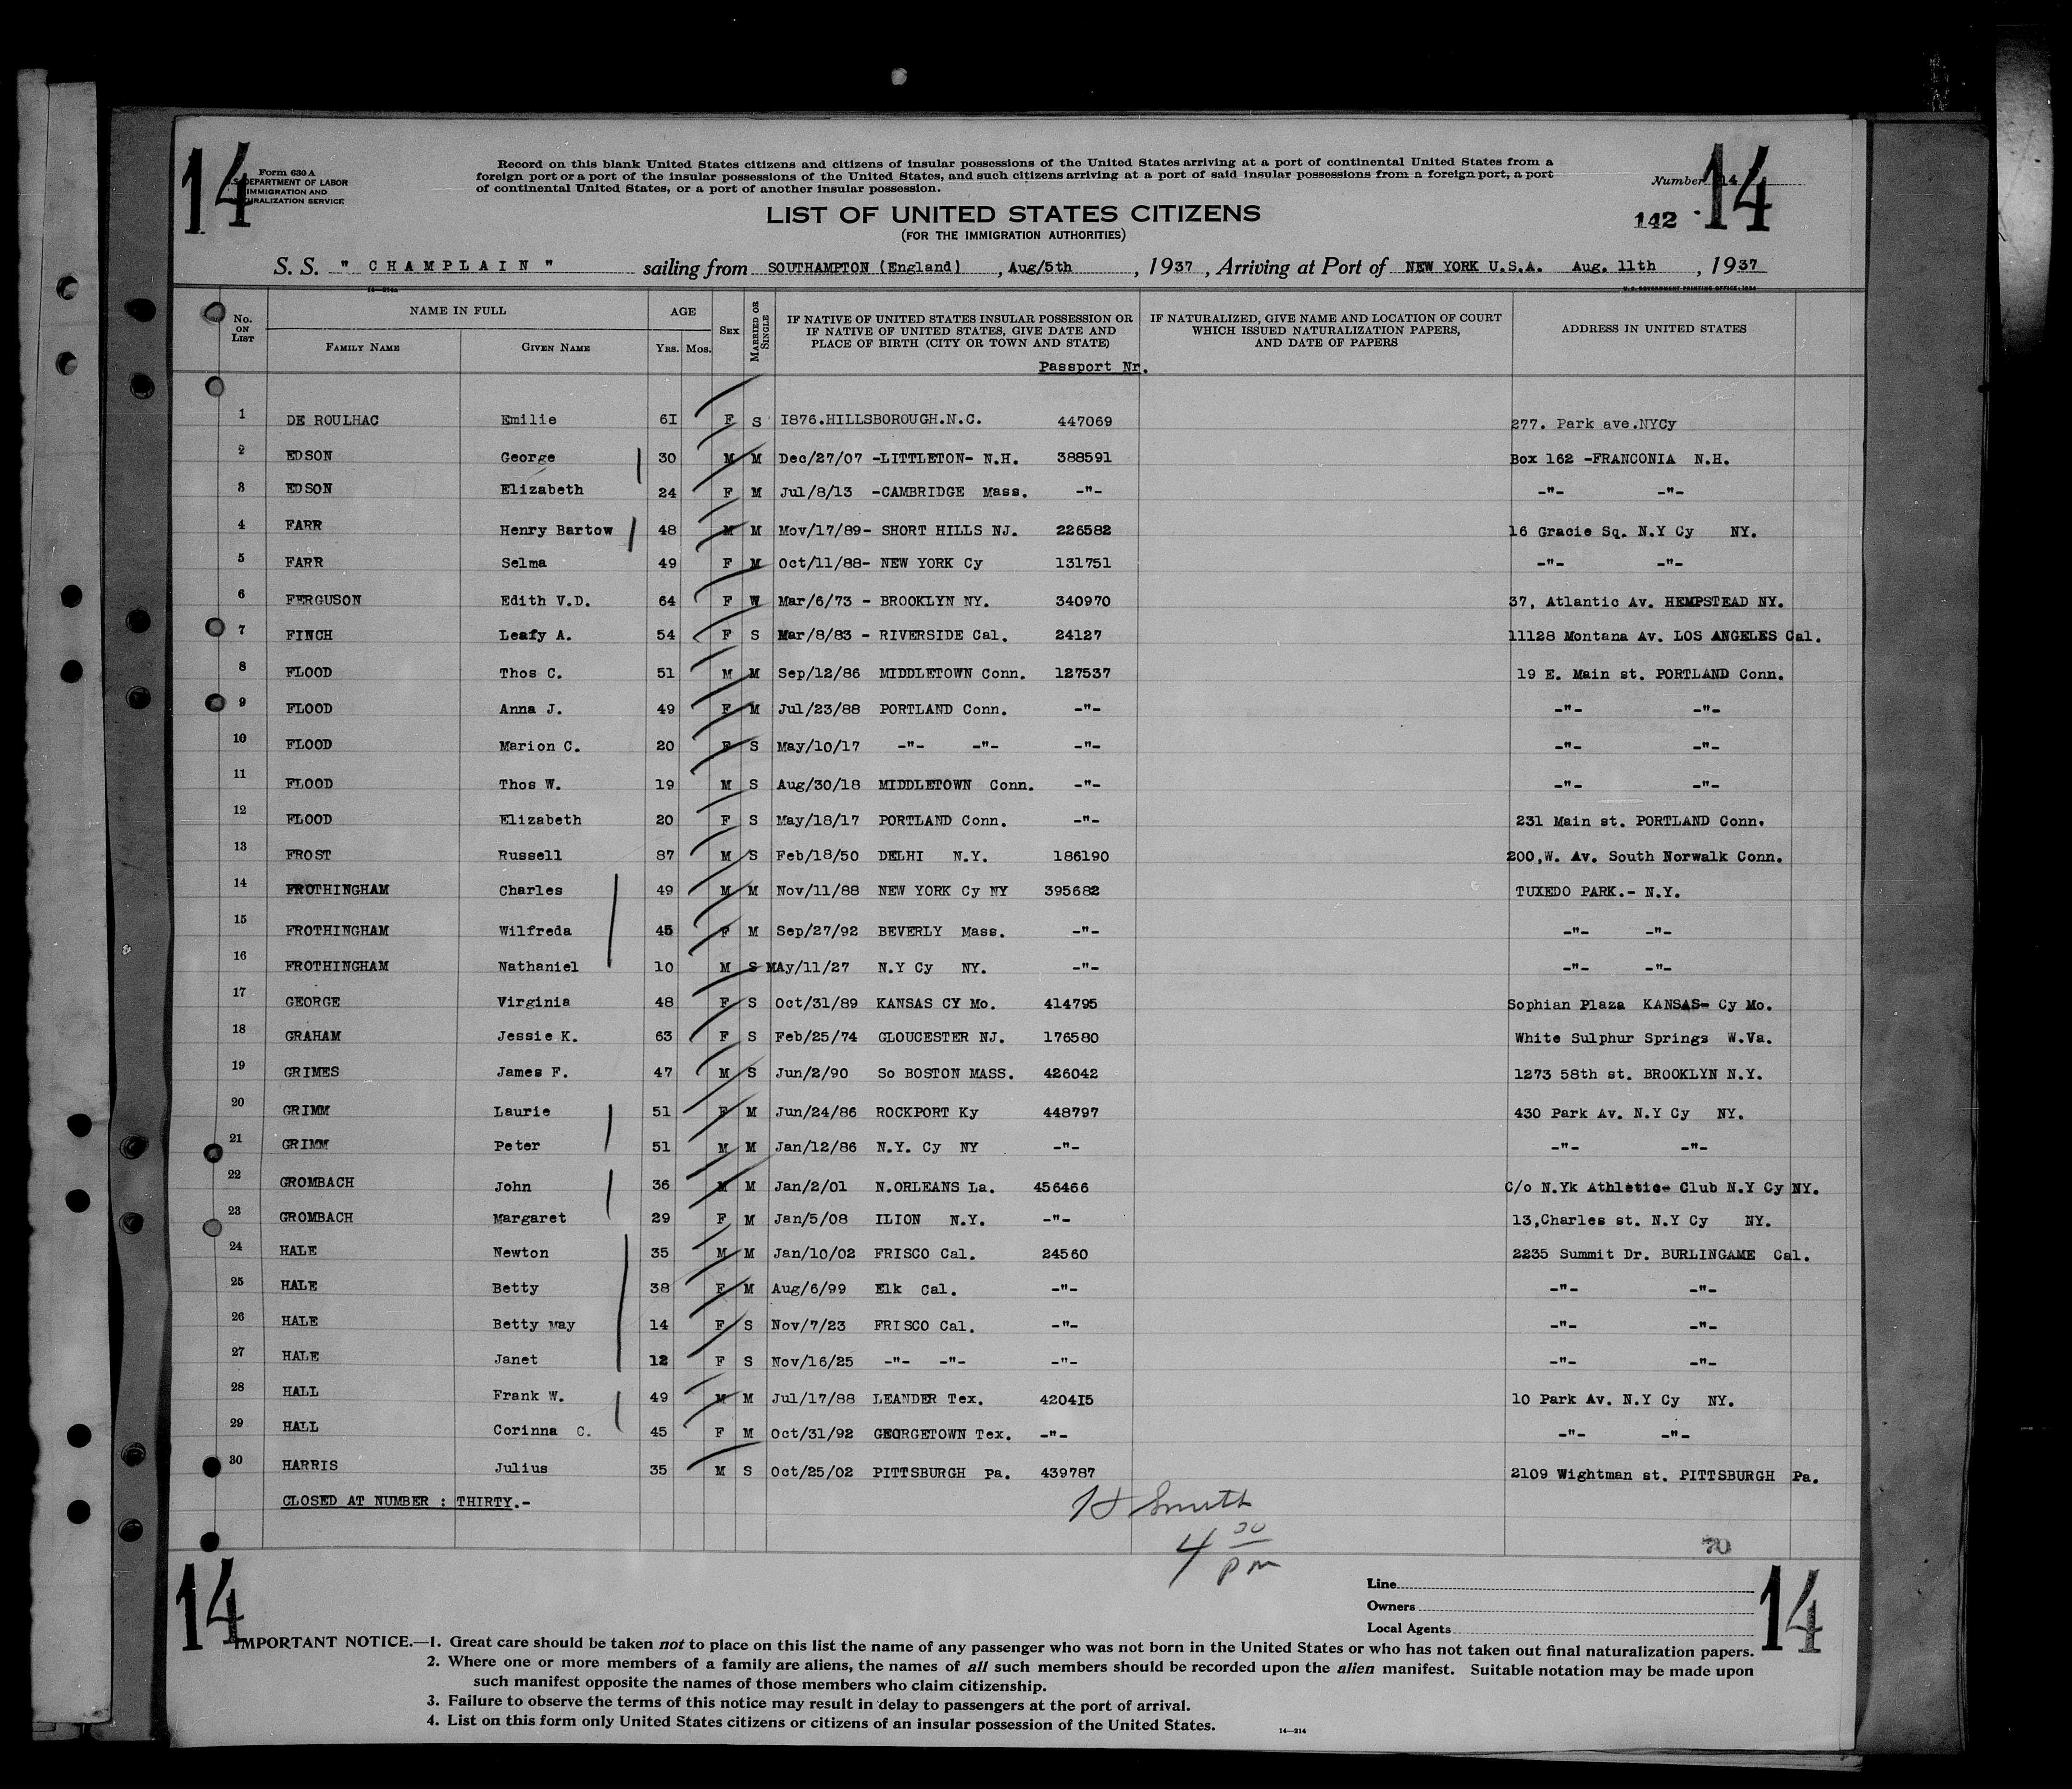 14
Form 630 A
U.S. DEPARTMENT OF LABOR
IMMIGRATION AND
NATURALIZATION SERVICE
Record on this blank United States citizens and citizens of insular possessions of the United States arriving at a port of continental United States from a
foreign port or a port of the insular possessions of the United States, and such citizens arriving at a port of said insular possessions from a foreign port, a port
of continental United States, or a port of another insular possession.
Number 14
14
142
LIST OF UNITED STATES CITIZENS
(FOR THE IMMIGRATION AUTHORITIES)
S. S. " CHAMPLAIN " sailing from SOUTHAMPTON (England) , Aug/5th , 1937 , Arriving at Port of NEW YORK U.S.A. Aug. 11th , 1937
14—214a
U. S. GOVERNMENT PRINTING OFFICE: 1934
No. ON LIST NAME IN FULL FAMILY NAME GIVEN NAME AGE YRS. MOS. SEX MARRIED OR SINGLE
IF NATIVE OF UNITED STATES INSULAR POSSESSION OR
IF NATIVE OF UNITED STATES, GIVE DATE AND
PLACE OF BIRTH (CITY OR TOWN AND STATE)
Passport Nr.
IF NATURALIZED, GIVE NAME AND LOCATION OF COURT
WHICH ISSUED NATURALIZATION PAPERS,
AND DATE OF PAPERS
ADDRESS IN UNITED STATES
1 DE ROULHAC Emilie 6I F S I876.HILLSBOROUGH.N.C. 447069 277. Park ave.NYCy
2 EDSON George 30 M M Dec/27/07 -LITTLETON- N.H. 388591 Box 162 -FRANCONIA N.H.
3 EDSON Elizabeth 24 F M Jul/8/13 -CAMBRIDGE Mass. -"- -"- -"-
4 FARR Henry Bartow 48 M M Mov/17/89- SHORT HILLS NJ. 226582 16 Gracie Sq. N.Y Cy NY.
5 FARR Selma 49 F M Oct/11/88- NEW YORK Cy 131751 -"- -"-
6 FERGUSON Edith V.D. 64 F W Mar/6/73 - BROOKLYN NY. 340970 37, Atlantic Av. HEMPSTEAD NY.
7 FINCH Leafy A. 54 F S Mar/8/83 - RIVERSIDE Cal. 24127 11128 Montana Av. LOS ANGELES Cal.
8 FLOOD Thos C. 51 M M Sep/12/86 MIDDLETOWN Conn. 127537 19 E. Main st. PORTLAND Conn.
9 FLOOD Anna J. 49 F M Jul/23/88 PORTLAND Conn. -"- -"- -"-
10 FLOOD Marion C. 20 F S May/10/17 -"- -"- -"- -"- -"-
11 FLOOD Thos W. 19 M S Aug/30/18 MIDDLETOWN Conn. -"- -"- -"-
12 FLOOD Elizabeth 20 F S May/18/17 PORTLAND Conn. -"- 231 Main st. PORTLAND Conn.
13 FROST Russell 87 M S Feb/18/50 DELHI N.Y. 186190 200,W. Av. South Norwalk Conn.
14 FROTHINGHAM Charles 49 M M Nov/11/88 NEW YORK Cy NY 395682 TUXEDO PARK.- N.Y.
15 FROTHINGHAM Wilfreda 45 F M Sep/27/92 BEVERLY Mass. -"- -"- -"-
16 FROTHINGHAM Nathaniel 10 M S MAy/11/27 N.Y Cy NY. -"- -"- -"-
17 GEORGE Virginia 48 F S Oct/31/89 KANSAS CY Mo. 414795 Sophian Plaza KANSAS- Cy Mo.
18 GRAHAM Jessie K. 63 F S Feb/25/74 GLOUCESTER NJ. 176580 White Sulphur Springs W.Va.
19 GRIMES James F. 47 M S Jun/2/90 So BOSTON MASS. 426042 1273 58th st. BROOKLYN N.Y.
20 GRIMM Laurie 51 F M Jun/24/86 ROCKPORT Ky 448797 430 Park Av. N.Y Cy NY.
21 GRIMM Peter 51 M M Jan/12/86 N.Y. Cy NY -"- -"- -"-
22 GROMBACH John 36 M M Jan/2/01 N.ORLEANS La. 456466 C/o N.Yk Athletic- Club N.Y Cy NY.
23 GROMBACH Margaret 29 F M Jan/5/08 ILION N.Y. -"- 13,Charles st. N.Y Cy NY.
24 HALE Newton 35 M M Jan/10/02 FRISCO Cal. 24560 2235 Summit Dr. BURLINGAME Cal.
25 HALE Betty 38 F M Aug/6/99 Elk Cal. -"- -"- -"-
26 HALE Betty May 14 F S Nov/7/23 FRISCO Cal. -"- -"- -"-
27 HALE Janet 12 F S Nov/16/25 -"- -"- -"- -"- -"-
28 HALL Frank W. 49 M M Jul/17/88 LEANDER Tex. 4204I5 10 Park Av. N.Y Cy NY.
29 HALL Corinna C. 45 F M Oct/31/92 GEORGETOWN Tex. -"- -"- -"-
30 HARRIS Julius 35 M S Oct/25/02 PITTSBURGH Pa. 439787 2109 Wightman st. PITTSBURGH Pa.
CLOSED AT NUMBER : THIRTY.-
H Smith
4 30 pm
70
14
14
Line
Owners
Local Agents
IMPORTANT NOTICE.—1. Great care should be taken not to place on this list the name of any passenger who was not born in the United States or who has not taken out final naturalization papers.
2. Where one or more members of a family are aliens, the names of all such members should be recorded upon the alien manifest. Suitable notation may be made upon
such manifest opposite the names of those members who claim citizenship.
3. Failure to observe the terms of this notice may result in delay to passengers at the port of arrival.
4. List on this form only United States citizens or citizens of an insular possession of the United States.
14—214